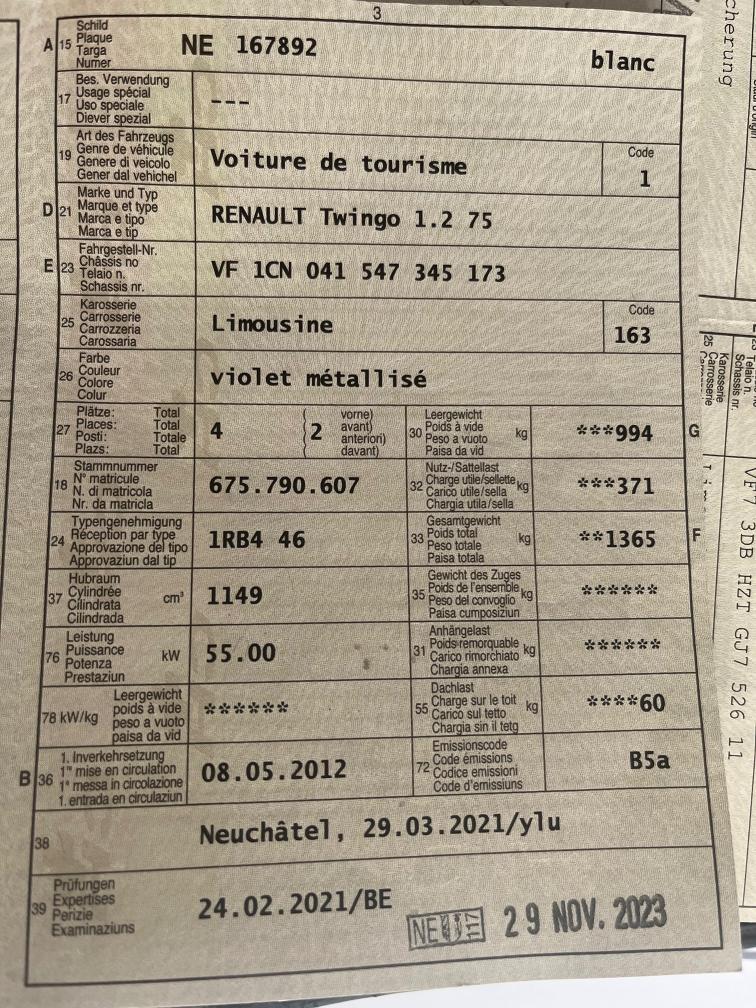 3
A 15 Schild
Plaque
Targa
Numer
NE 167892 blanc
17 Bes. Verwendung
Usage spécial
Uso speciale
Diever spezial
---
19 Art des Fahrzeugs
Genre de véhicule
Genere di veicolo
Gener dal vehichel
Voiture de tourisme
Code
1
D 21 Marke und Typ
Marque et type
Marca e tipo
Marca e tip
RENAULT Twingo 1.2 75
E 23 Fahrgestell-Nr.
Châssis no
Telaio n.
Schassis nr.
VF 1CN 041 547 345 173
25 Karosserie
Carrosserie
Carrozzeria
Carossaria
Limousine
Code
163
26 Farbe
Couleur
Colore
Colur
violet métallisé
27 Plätze: Total
Places: Total
Posti: Totale
Plazs: Total
4
2
vorne)
avant)
anteriori)
davant)
30 Leergewicht
Poids à vide
Peso a vuoto
Paisa da vid
kg
***994
G
18 Stammnummer
N° matricule
N. di matricola
Nr. da matricla
675.790.607
32 Nutz-/Sattellast
Charge utile/sellette
Carico utile/sella
Chargia utila/sella
kg
***371
24 Typengenehmigung
Réception par type
Approvazione del tipo
Approvaziun dal tip
1RB4 46
33 Gesamtgewicht
Poids total
Peso totale
Paisa totala
kg
**1365
F
37 Hubraum
Cylindrée
Cilindrata
Cilindrada
cm³
1149
35 Gewicht des Zuges
Poids de l'ensemble
Peso del convoglio
Paisa cumposiziun
kg
******
76 Leistung
Puissance
Potenza
Prestaziun
kW
55.00
31 Anhängelast
Poids remorquable
Carico rimorchiato
Chargia annexa
kg
******
78 kW/kg
Leergewicht
poids à vide
peso a vuoto
paisa da vid
******
55 Dachlast
Charge sur le toit
Carico sul tetto
Chargia sin il tetg
kg
****60
B 36 1. Inverkehrsetzung
1re mise en circulation
1a messa in circolazione
1. entrada en circulaziun
08.05.2012
72 Emissionscode
Code émissions
Codice emissioni
Code d'emissiuns
B5a
38
Neuchâtel, 29.03.2021/ylu
39 Prüfungen
Expertises
Perizie
Examinaziuns
24.02.2021/BE
NE
29 NOV. 2023
cherung
25 Karosserie
Carrosserie
Telaio n.
Schassis nr.
VF7 3DB HZT GJ7 526 11